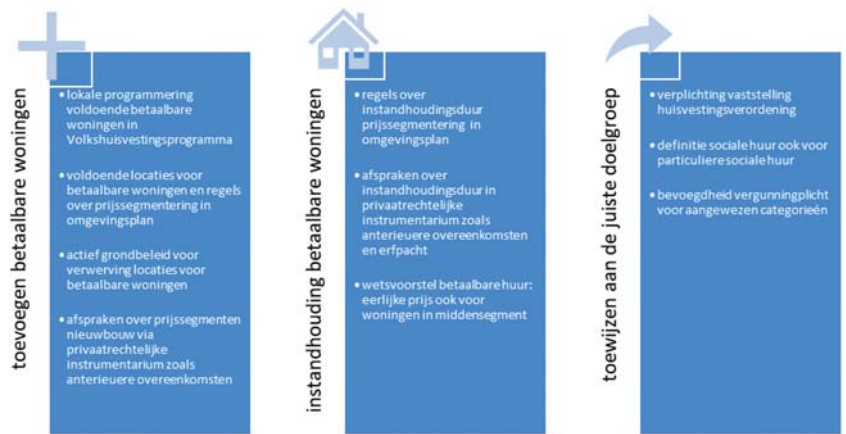 toevoegen betaalbare woningen
• lokale programmering
voldoende betaalbare
woningen in
Volkshuisvestingsprogramma
• voldoende locaties voor
betaalbare woningen en regels
over prijssegmentering in
omgevingsplan
• actief grondbeleid voor
verwerving locaties voor
betaalbare woningen
• afspraken over prijssegmenten
nieuwbouw via
privaatrechtelijke
instrumentarium zoals
anterieuere overeenkomsten
instandhouding betaalbare woningen
• regels over
instandhoudingsduur
prijssegmentering in
omgevingsplan
• afspraken over
instandhoudingsduur in
privaatrechtelijke
instrumentarium zoals
anterieuere overeenkomsten
en erfpacht
• wetsvoorstel betaalbare huur:
eerlijke prijs ook voor
woningen in middensegment
toewijzen aan de juiste doelgroep
• verplichting vaststelling
huisvestingsverordening
• definitie sociale huur ook voor
particuliere sociale huur
• bevoegdheid vergunningplicht
voor aangewezen categorieën